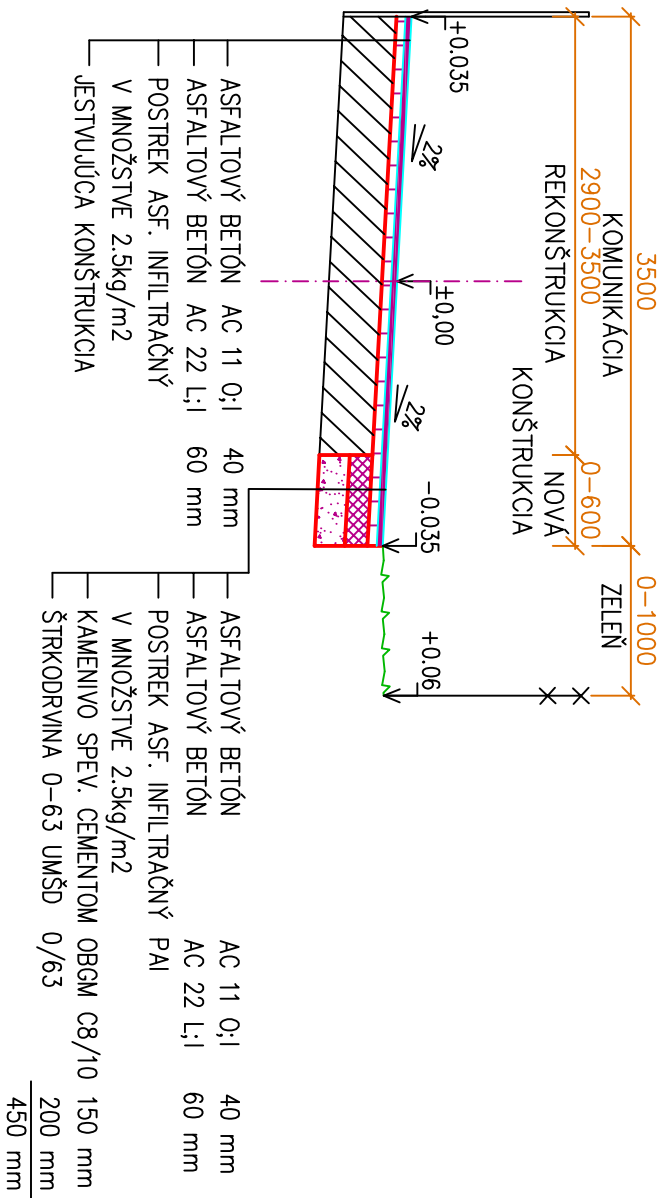 3500
0-1000
KOMUNIKÁCIA
ZELEŇ
2900-3500
0-600
REKONŠTRUKCIA
NOVÁ
KONŠTRUKCIA
+0.035
±0,00
-0.035
+0.06
2%
2%
ASFALTOVÝ BETÓN AC 11 O;I 40 mm
ASFALTOVÝ BETÓN AC 22 L;I 60 mm
POSTREK ASF. INFILTRAČNÝ
V MNOŽSTVE 2.5kg/m2
JESTVUJÚCA KONŠTRUKCIA
ASFALTOVÝ BETÓN AC 11 O;I 40 mm
ASFALTOVÝ BETÓN AC 22 L;I 60 mm
POSTREK ASF. INFILTRAČNÝ PAI
V MNOŽSTVE 2.5kg/m2
KAMENIVO SPEV. CEMENTOM OBGM C8/10 150 mm
ŠTRKODRVINA 0-63 UMŠD 0/63 200 mm
450 mm